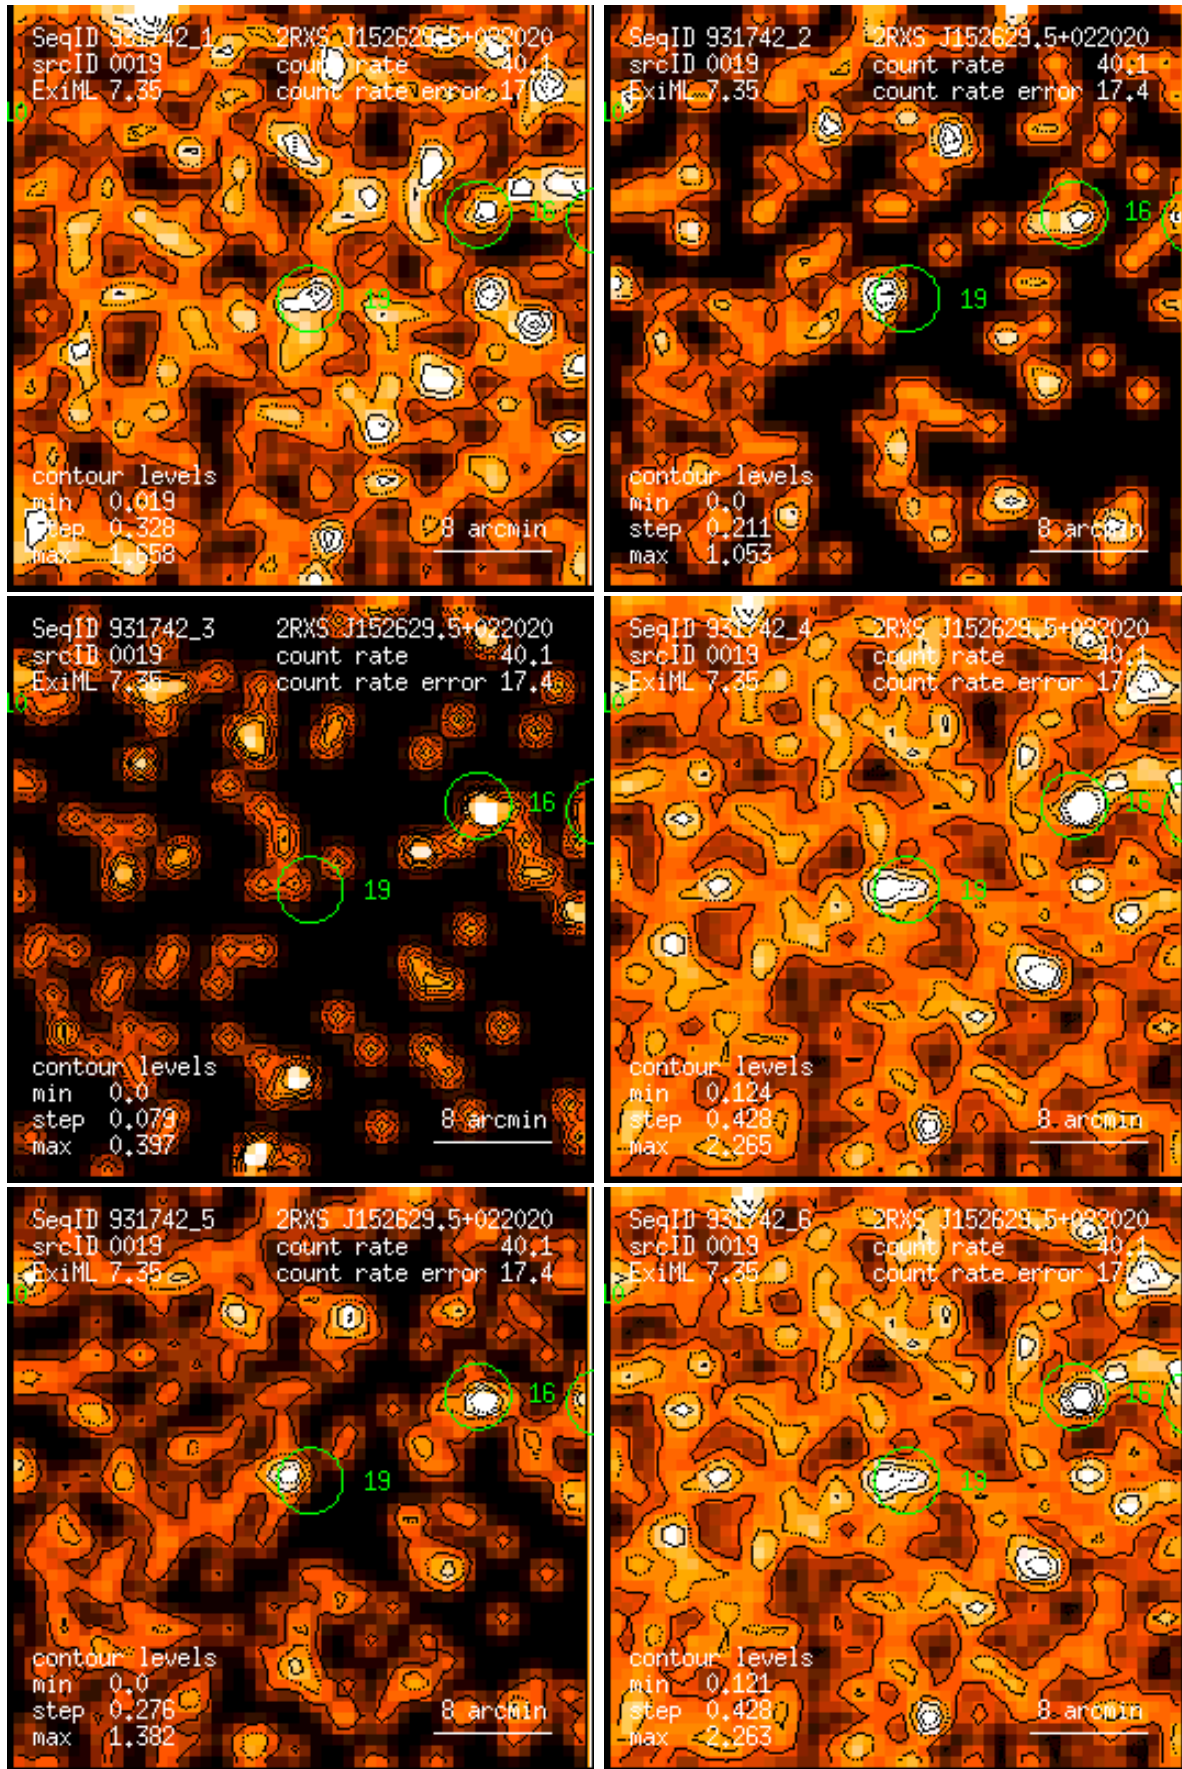 SeqID 931742_1 2RXS J152629.5+022020
srcID 0019 count rate 40.1
ExiML 7.35 count rate error 17.4
10
16
19
contour levels
min 0.019
step 0.328 8 arcmin
max 1.658
SeqID 931742_2 2RXS J152629.5+022020
srcID 0019 count rate 40.1
ExiML 7.35 count rate error 17.4
10
16
19
contour levels
min 0.0
step 0.211 8 arcmin
max 1.053
SeqID 931742_3 2RXS J152629.5+022020
srcID 0019 count rate 40.1
ExiML 7.35 count rate error 17.4
10
16
19
contour levels
min 0.0
step 0.079 8 arcmin
max 0.397
SeqID 931742_4 2RXS J152629.5+022020
srcID 0019 count rate 40.1
ExiML 7.35 count rate error 17.4
10
16
19
contour levels
min 0.124
step 0.428 8 arcmin
max 2.265
SeqID 931742_5 2RXS J152629.5+022020
srcID 0019 count rate 40.1
ExiML 7.35 count rate error 17.4
10
16
19
contour levels
min 0.0
step 0.276 8 arcmin
max 1.382
SeqID 931742_6 2RXS J152629.5+022020
srcID 0019 count rate 40.1
ExiML 7.35 count rate error 17.4
10
16
19
contour levels
min 0.121
step 0.428 8 arcmin
max 2.263